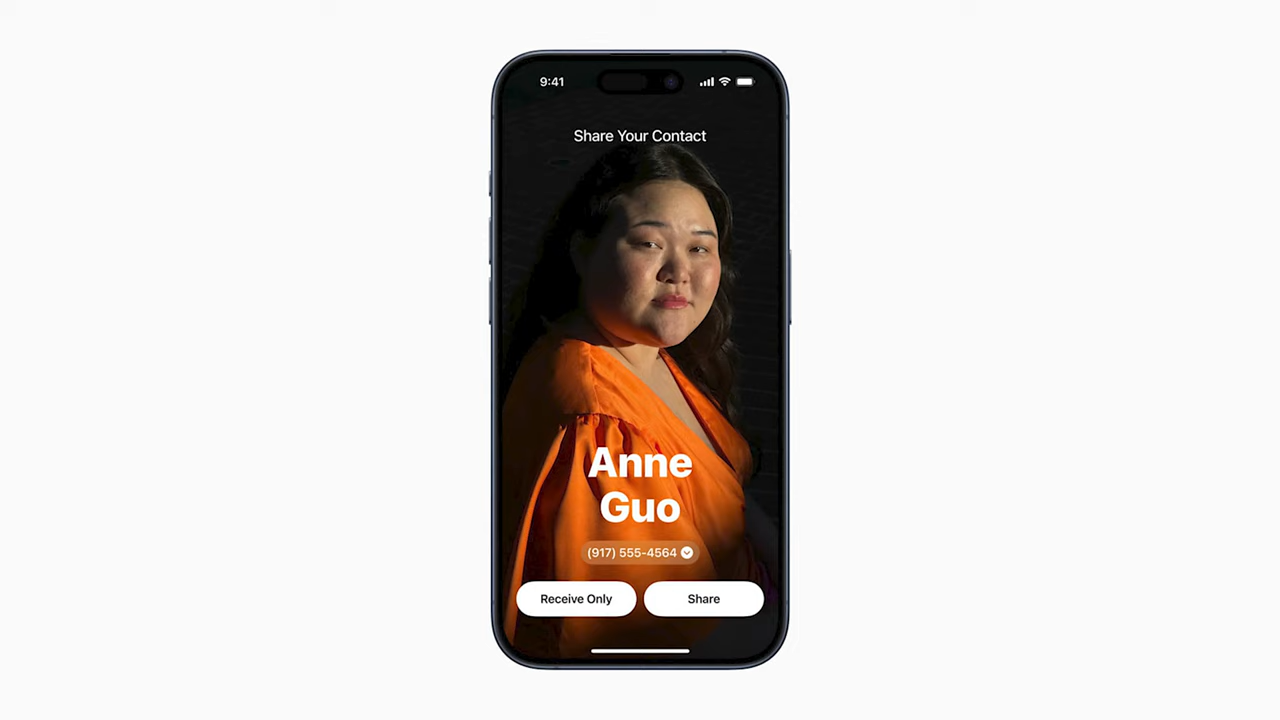 9:41
Share Your Contact
Anne
Guo
(917) 555-4564
Receive Only
Share